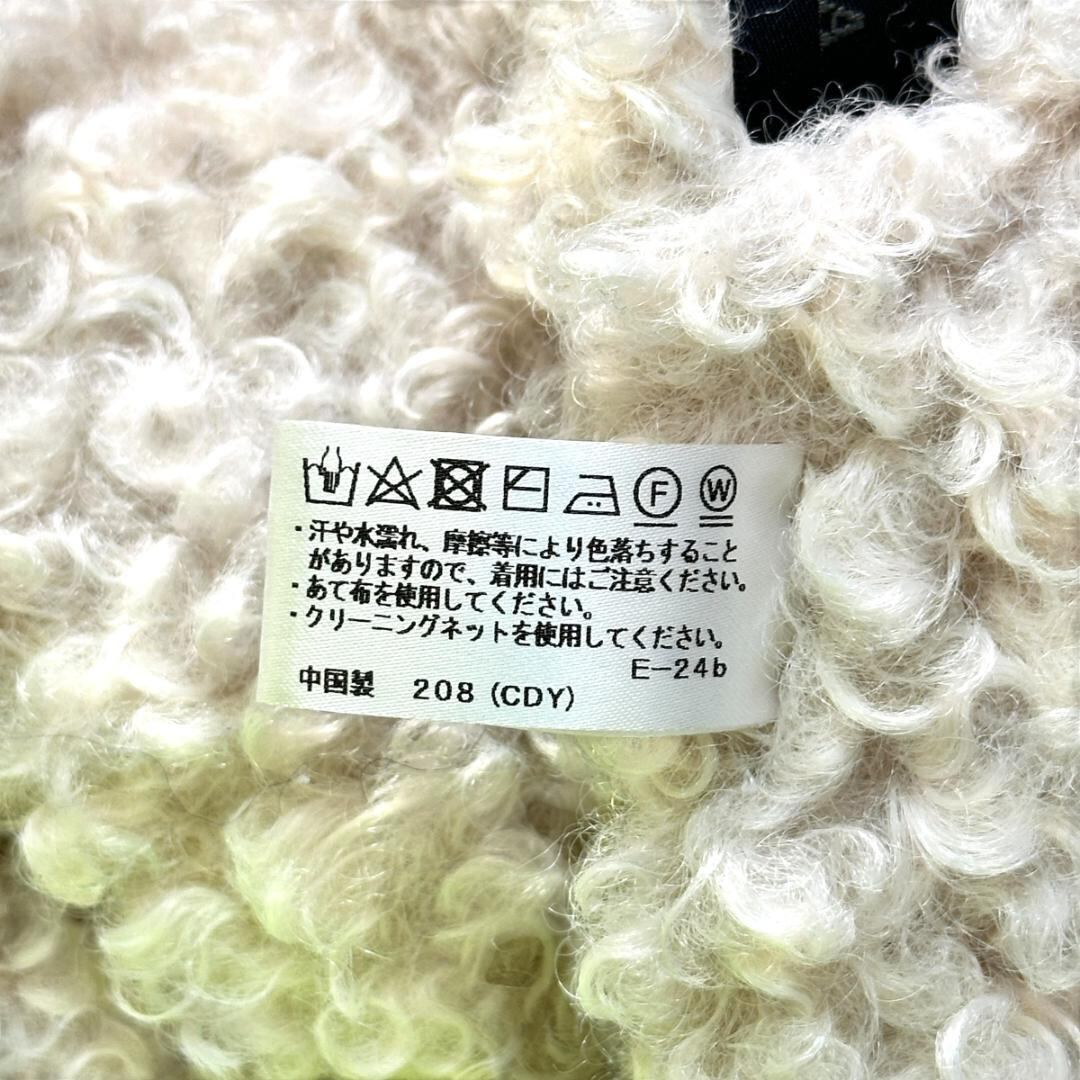 F W
・汗や水濡れ、摩擦等により色落ちすること
がありますので、着用にはご注意ください。
・あて布を使用してください。
・クリーニングネットを使用してください。
E-24b
中国製 208 (CDY)